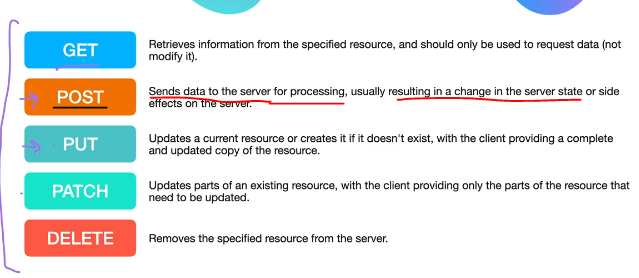 GET
Retrieves information from the specified resource, and should only be used to request data (not
modify it).
POST
Sends data to the server for processing, usually resulting in a change in the server state or side
effects on the server.
PUT
Updates a current resource or creates it if it doesn't exist, with the client providing a complete
and updated copy of the resource.
PATCH
Updates parts of an existing resource, with the client providing only the parts of the resource that
need to be updated.
DELETE
Removes the specified resource from the server.